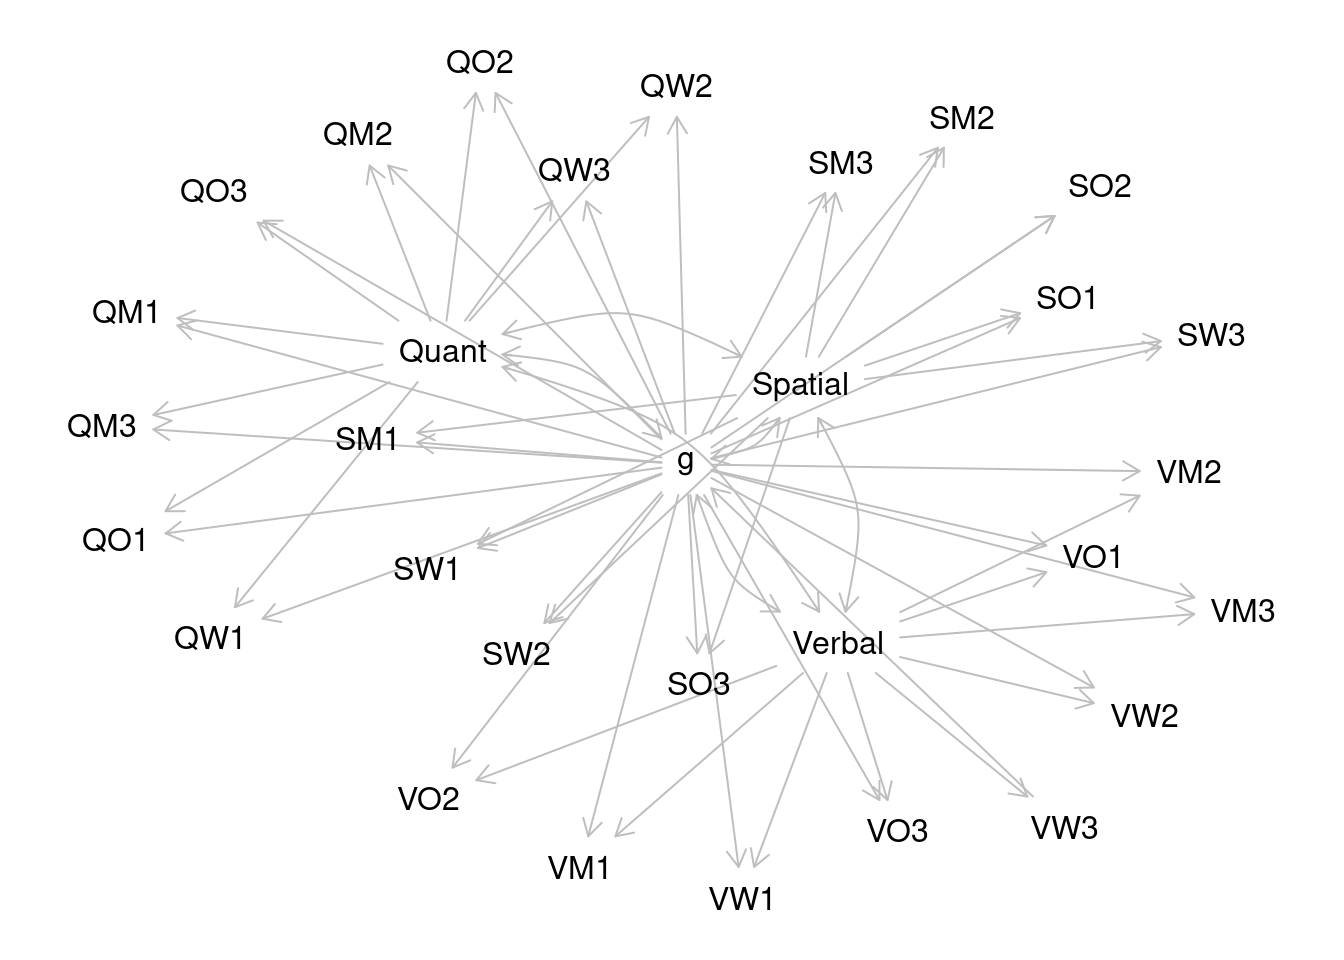 QO2
QW2
SM2
QM2
SM3
QW3
SO2
QO3
SO1
QM1
SW3
Quant
Spatial
QM3
SM1
g
VM2
QO1
VO1
SW1
VM3
QW1
Verbal
SW2
SO3
VW2
VO2
VW3
VO3
VM1
VW1